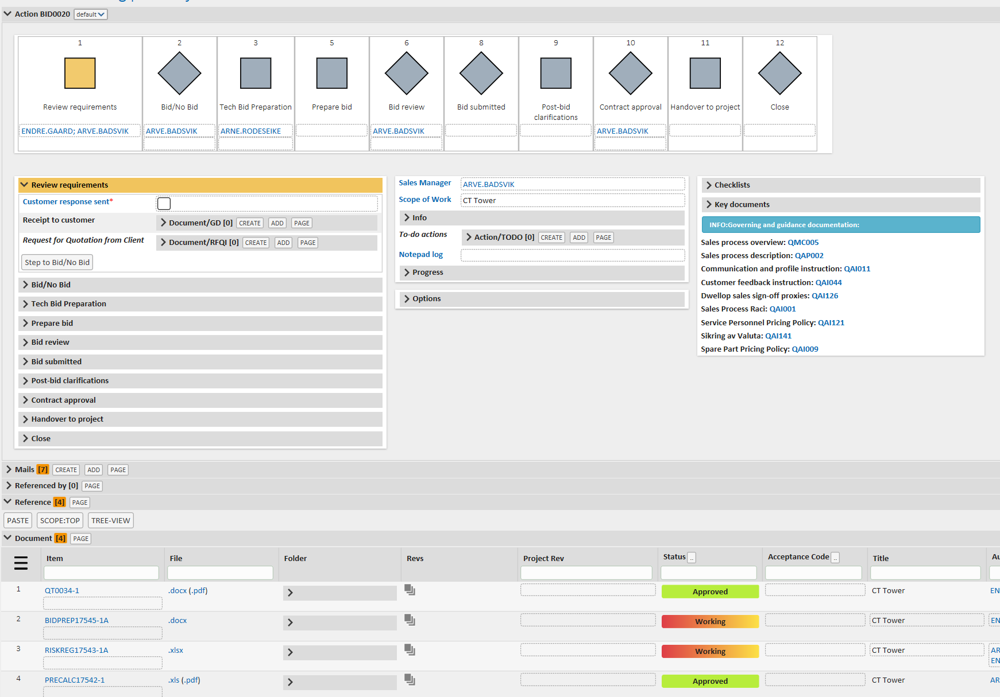 Action BID0020 default
1 2 3 5 6 8 9 10 11 12
Review requirements Bid/No Bid Tech Bid Preparation Prepare bid Bid review Bid submitted Post-bid clarifications Contract approval Handover to project Close
ENDRE.GAARD; ARVE.BADSVIK ARVE.BADSVIK ARNE.RODESEIKE ARVE.BADSVIK ARVE.BADSVIK
Review requirements
Customer response sent*
Receipt to customer Document/GD [0] CREATE ADD PAGE
Request for Quotation from Client Document/RFQI [0] CREATE ADD PAGE
Step to Bid/No Bid
Bid/No Bid
Tech Bid Preparation
Prepare bid
Bid review
Bid submitted
Post-bid clarifications
Contract approval
Handover to project
Close
Sales Manager ARVE.BADSVIK
Scope of Work CT Tower
Info
To-do actions Action/TODO [0] CREATE ADD PAGE
Notepad log
Progress
Options
Checklists
Key documents
INFO:Governing and guidance documentation:
Sales process overview: QMC005
Sales process description: QAP002
Communication and profile instruction: QAI011
Customer feedback instruction: QAI044
Dwellop sales sign-off proxies: QAI126
Sales Process Raci: QAI001
Service Personnel Pricing Policy: QAI121
Sikring av Valuta: QAI141
Spare Part Pricing Policy: QAI009
Mails [7] CREATE ADD PAGE
Referenced by [0] PAGE
Reference [4] PAGE
PASTE SCOPE:TOP TREE-VIEW
Document [4] PAGE
Item File Folder Revs Project Rev Status .. Acceptance Code .. Title Au
1 QT0034-1 .docx (.pdf) Approved CT Tower EN
2 BIDPREP17545-1A .docx Working CT Tower EN
3 RISKREG17543-1A .xlsx Working CT Tower AR
EN
4 PRECALC17542-1 .xls (.pdf) Approved CT Tower AR